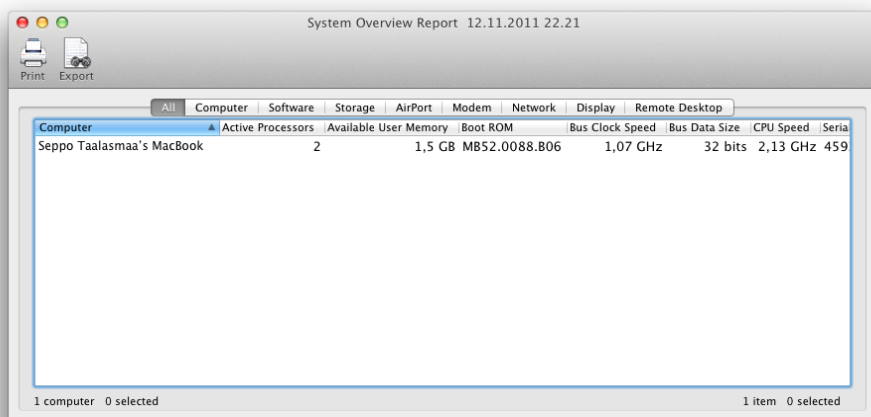 System Overview Report 12.11.2011 22.21
Print Export
All Computer Software Storage AirPort Modem Network Display Remote Desktop
Computer Active Processors Available User Memory Boot ROM Bus Clock Speed Bus Data Size CPU Speed Seria
Seppo Taalasmaa's MacBook 2 1,5 GB MB52.0088.B06 1,07 GHz 32 bits 2,13 GHz 459
1 computer 0 selected 1 item 0 selected